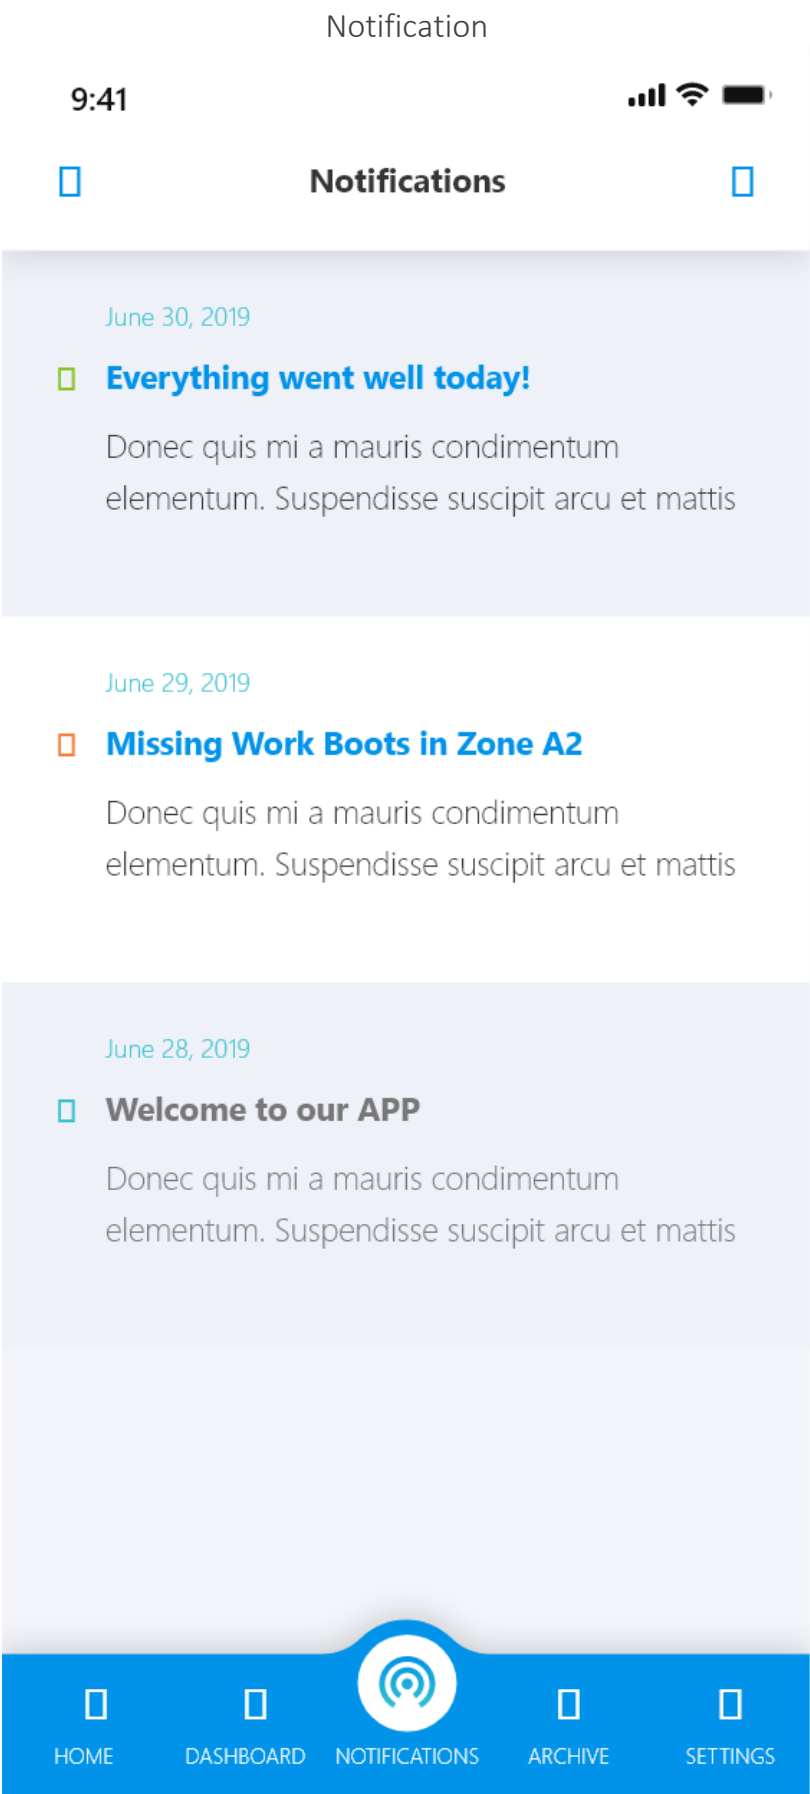 Notification
9:41
Notifications
June 30, 2019
Everything went well today!
Donec quis mi a mauris condimentum
elementum. Suspendisse suscipit arcu et mattis
June 29, 2019
Missing Work Boots in Zone A2
Donec quis mi a mauris condimentum
elementum. Suspendisse suscipit arcu et mattis
June 28, 2019
Welcome to our APP
Donec quis mi a mauris condimentum
elementum. Suspendisse suscipit arcu et mattis
HOME DASHBOARD NOTIFICATIONS ARCHIVE SETTINGS